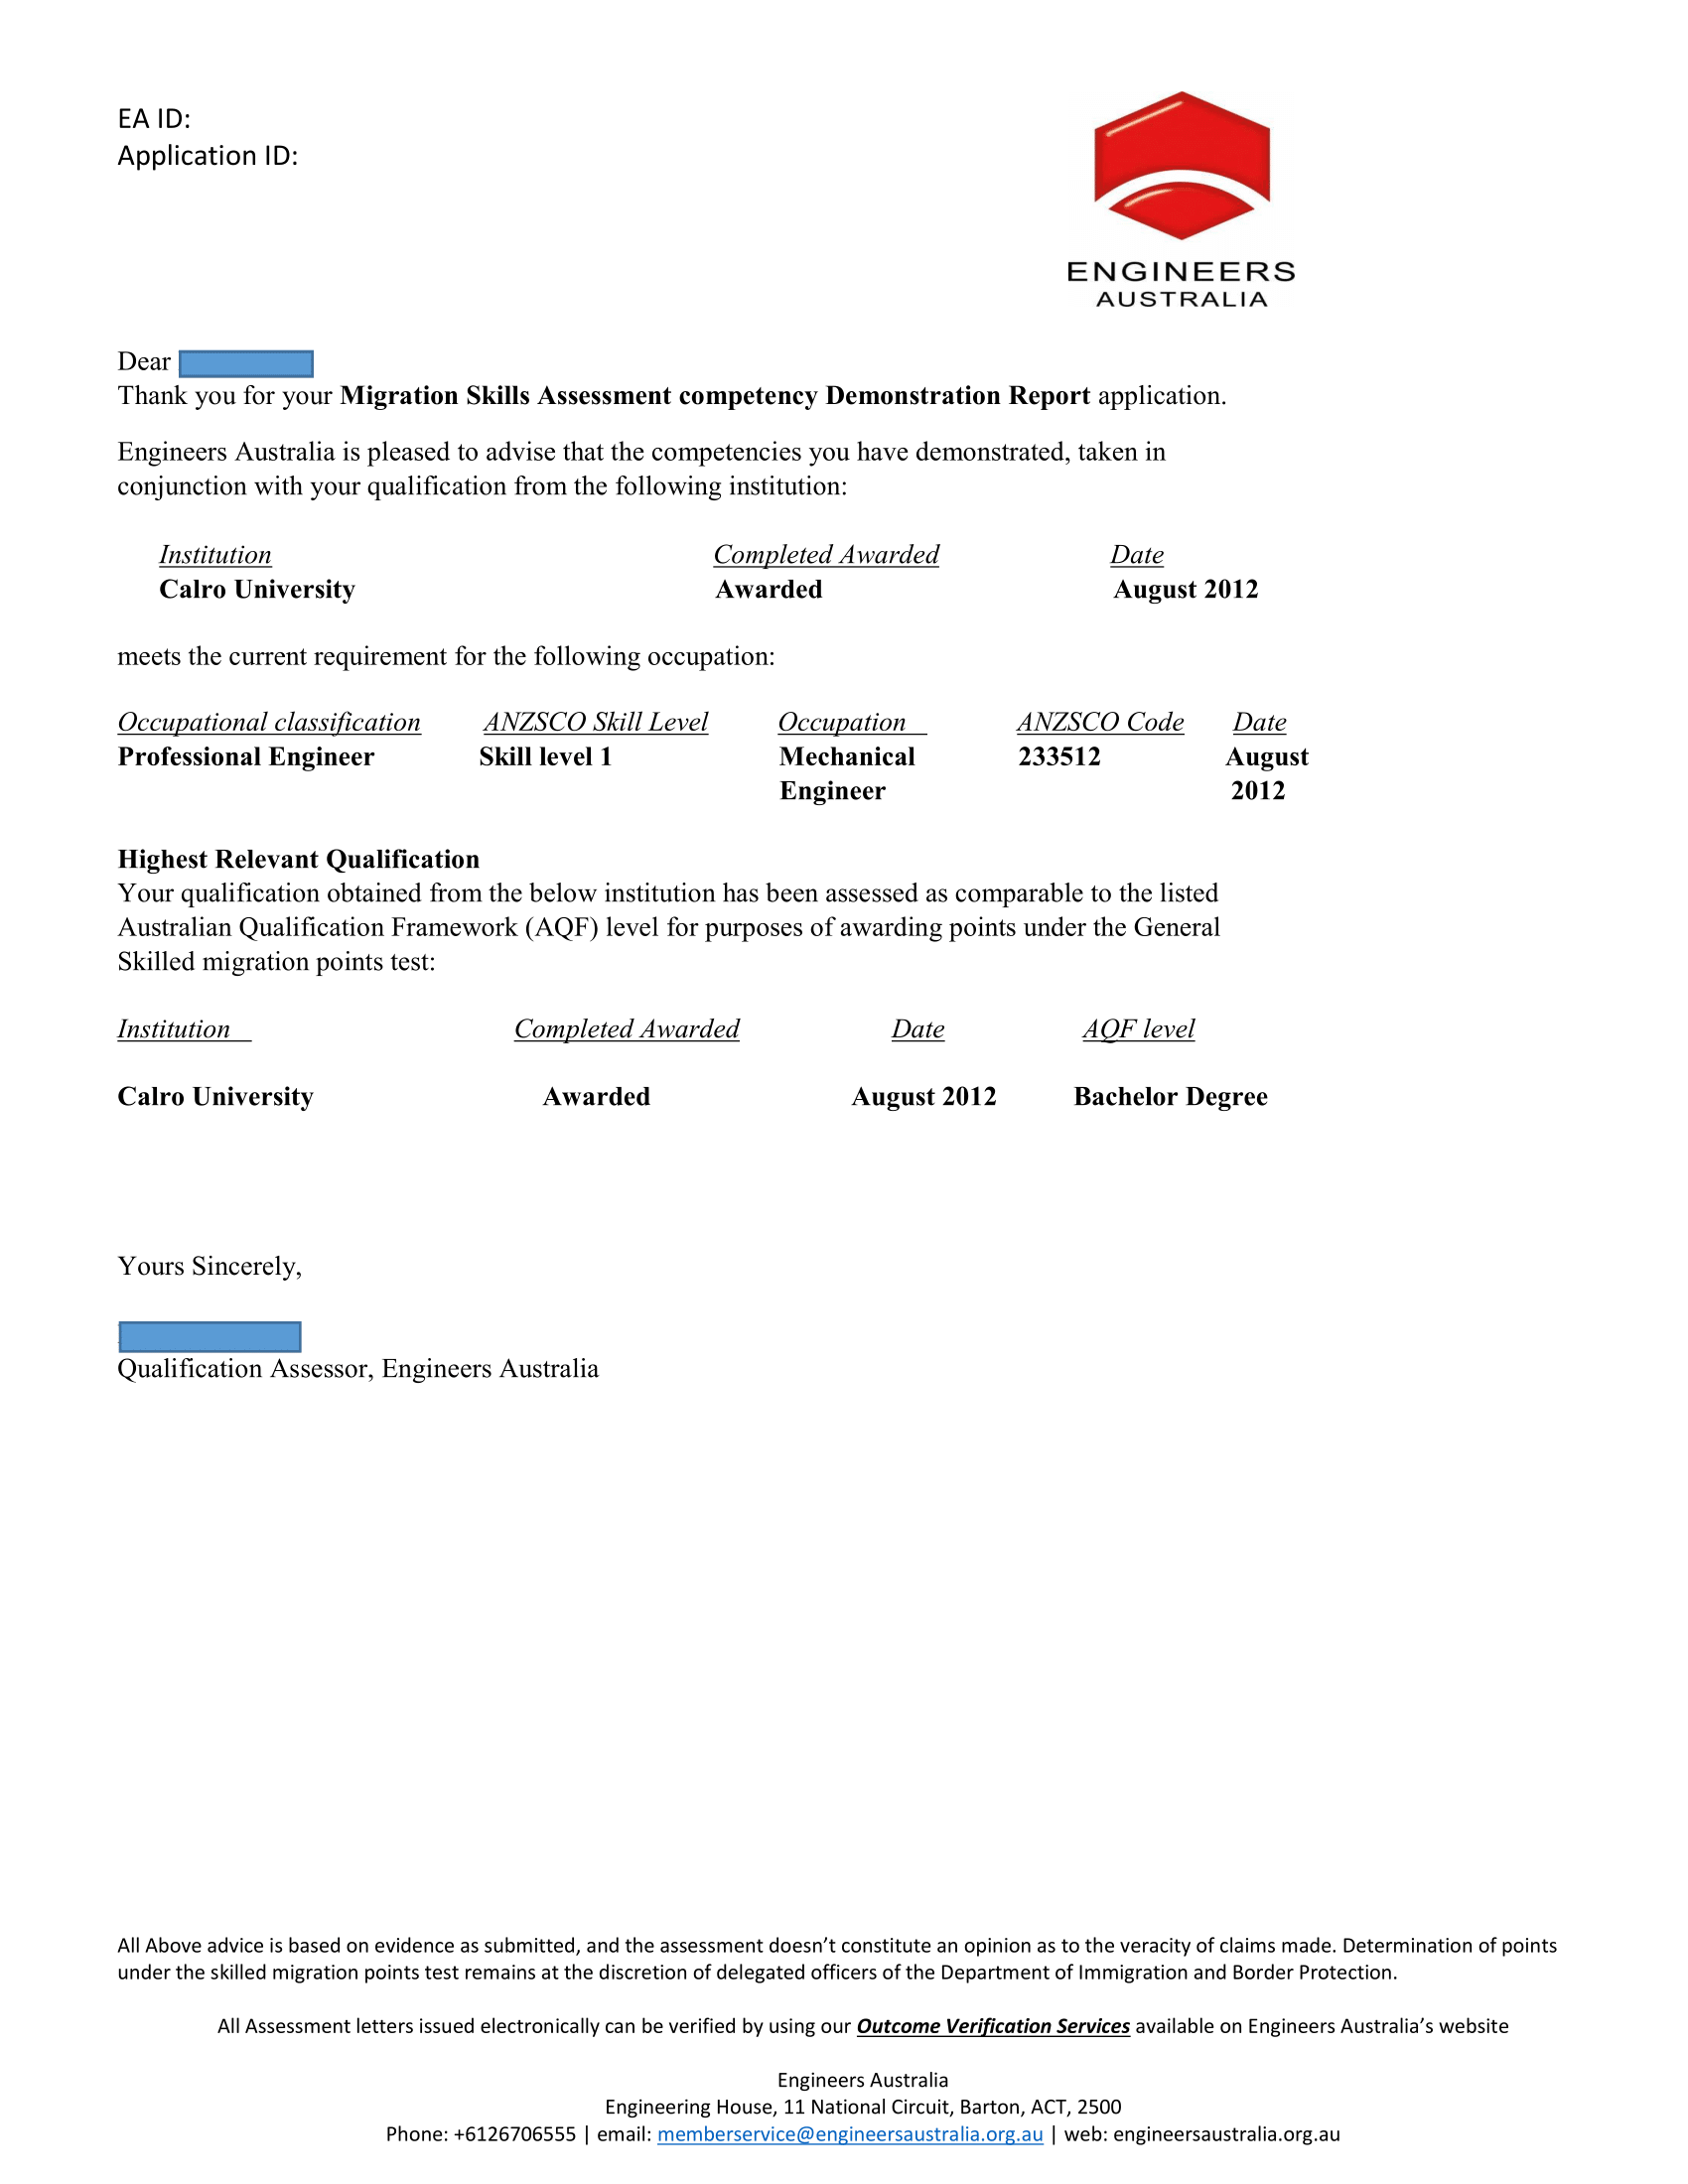 EA ID:
Application ID:
ENGINEERS
AUSTRALIA
Dear
Thank you for your Migration Skills Assessment competency Demonstration Report application.
Engineers Australia is pleased to advise that the competencies you have demonstrated, taken in
conjunction with your qualification from the following institution:
Institution Completed Awarded Date
Calro University Awarded August 2012
meets the current requirement for the following occupation:
Occupational classification ANZSCO Skill Level Occupation ANZSCO Code Date
Professional Engineer Skill level 1 Mechanical 233512 August
Engineer 2012
Highest Relevant Qualification
Your qualification obtained from the below institution has been assessed as comparable to the listed
Australian Qualification Framework (AQF) level for purposes of awarding points under the General
Skilled migration points test:
Institution Completed Awarded Date AQF level
Calro University Awarded August 2012 Bachelor Degree
Yours Sincerely,
Qualification Assessor, Engineers Australia
All Above advice is based on evidence as submitted, and the assessment doesn’t constitute an opinion as to the veracity of claims made. Determination of points
under the skilled migration points test remains at the discretion of delegated officers of the Department of Immigration and Border Protection.
All Assessment letters issued electronically can be verified by using our Outcome Verification Services available on Engineers Australia’s website
Engineers Australia
Engineering House, 11 National Circuit, Barton, ACT, 2500
Phone: +6126706555 | email: memberservice@engineersaustralia.org.au | web: engineersaustralia.org.au